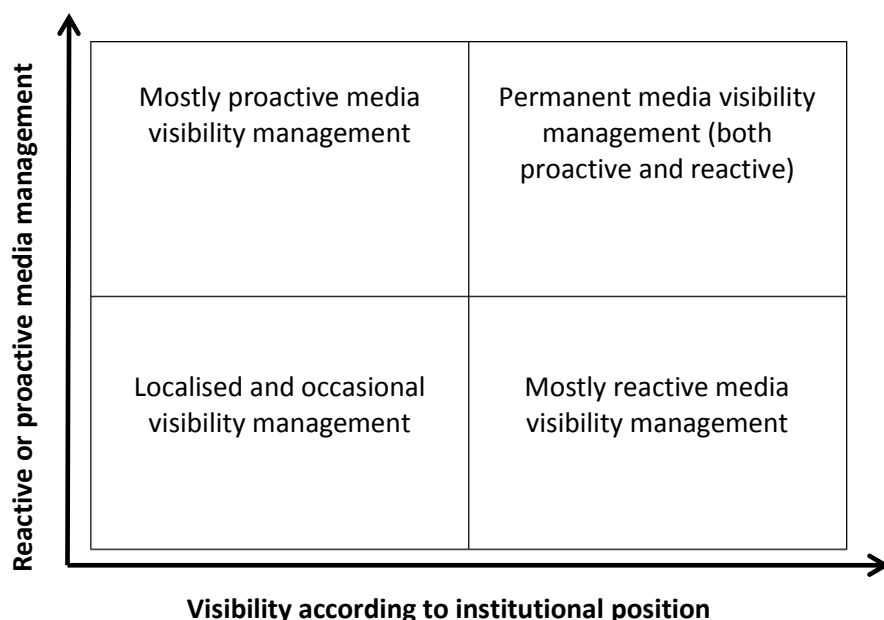 Reactive or proactive media management
Mostly proactive media
visibility management
Permanent media visibility
management (both
proactive and reactive)
Localised and occasional
visibility management
Mostly reactive media
visibility management
Visibility according to institutional position